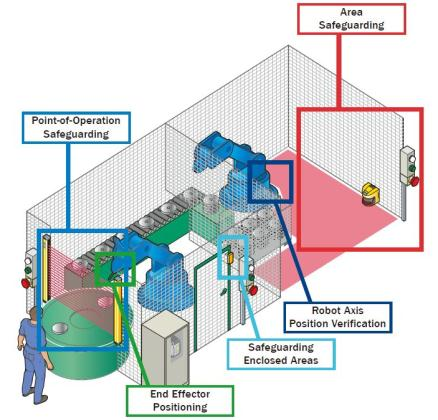 Area
Safeguarding
Point-of-Operation
Safeguarding
Robot Axis
Position Verification
Safeguarding
Enclosed Areas
End Effector
Positioning